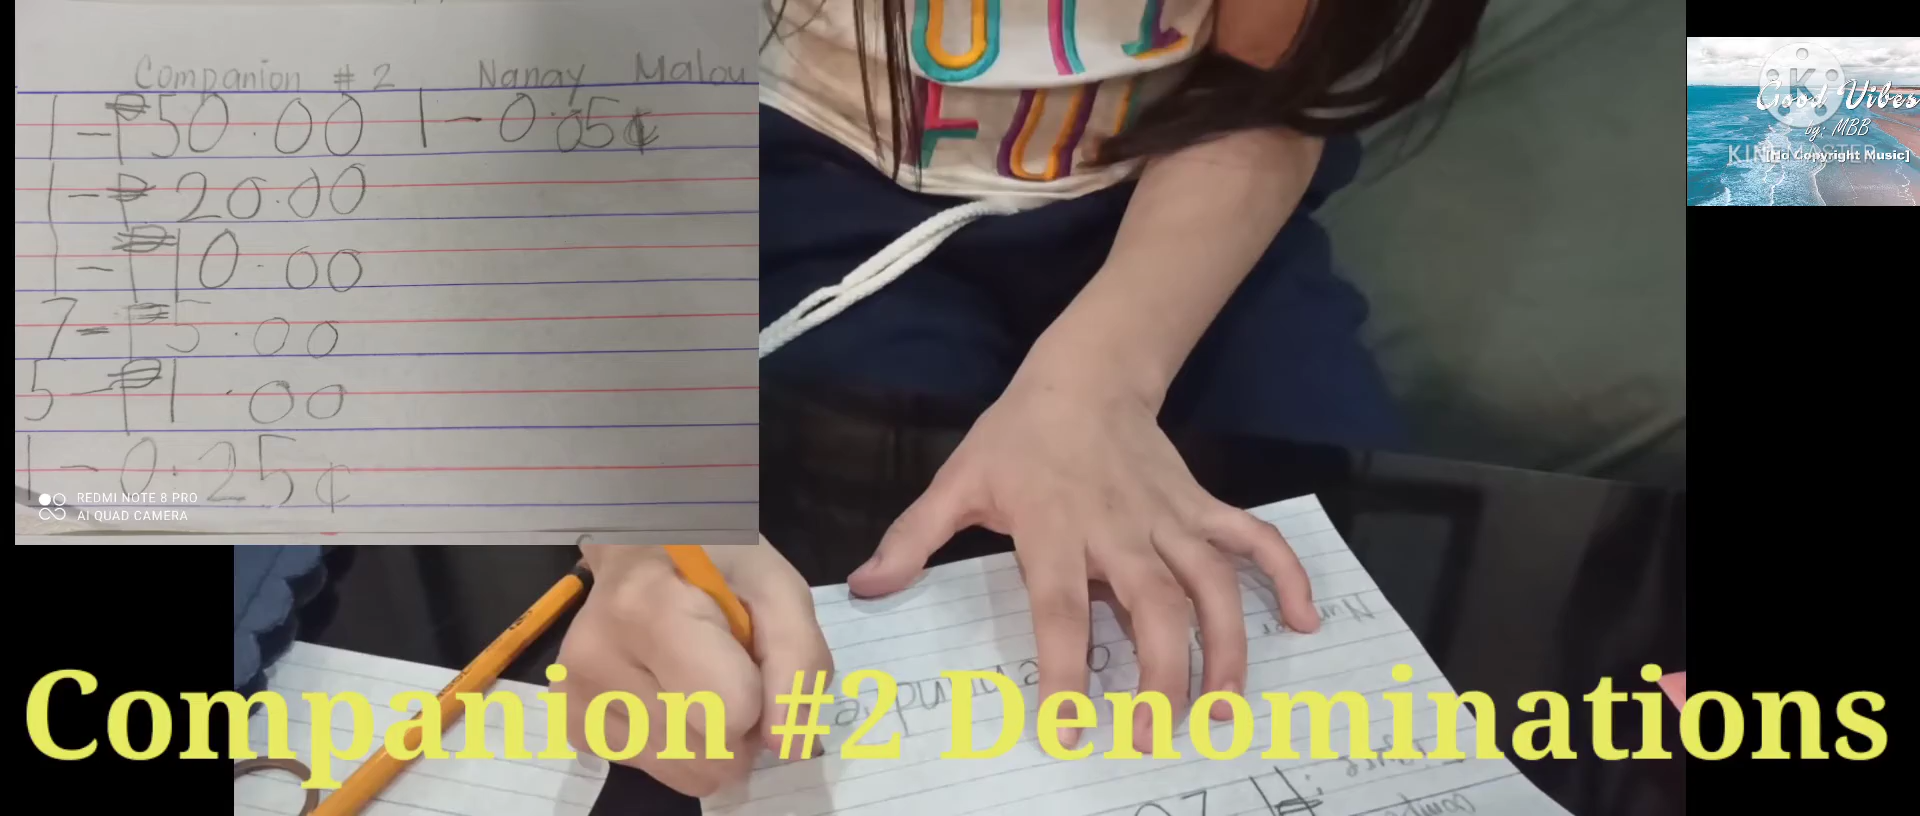 Companion # 2 Nanay Malou
1 - ₱50.00 1 - 0.05¢
1 - ₱20.00
1 - ₱10.00
7 - ₱5.00
5 - ₱1.00
1 - 0.25¢
REDMI NOTE 8 PRO
AI QUAD CAMERA
Good Vibes
by: MBB
[No Copyright Music]
KINEMASTER
Companion #2 Denominations